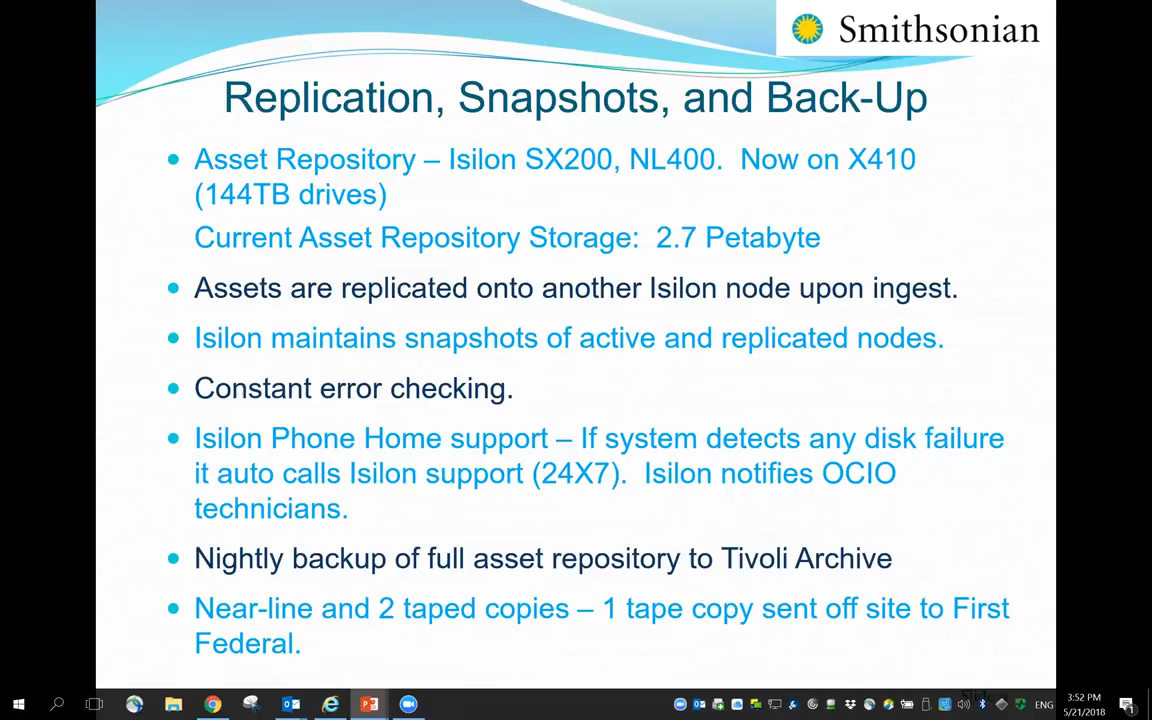 Smithsonian
Replication, Snapshots, and Back-Up
• Asset Repository – Isilon SX200, NL400. Now on X410
(144TB drives)
Current Asset Repository Storage: 2.7 Petabyte
• Assets are replicated onto another Isilon node upon ingest.
• Isilon maintains snapshots of active and replicated nodes.
• Constant error checking.
• Isilon Phone Home support – If system detects any disk failure
it auto calls Isilon support (24X7). Isilon notifies OCIO
technicians.
• Nightly backup of full asset repository to Tivoli Archive
• Near-line and 2 taped copies – 1 tape copy sent off site to First
Federal.
ENG
3:52 PM
5/21/2018